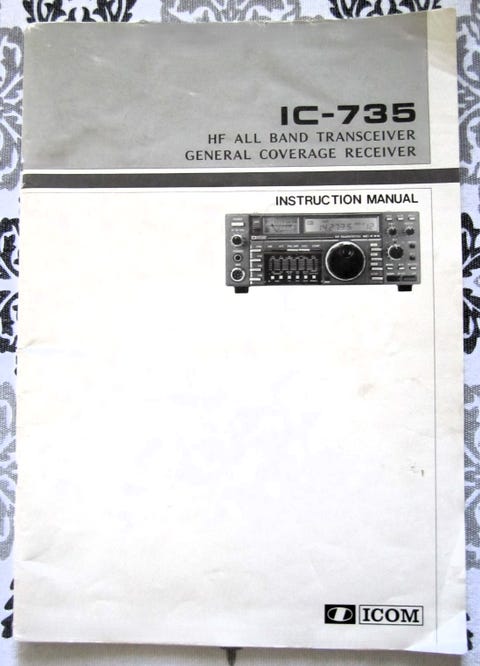 IC-735
HF ALL BAND TRANSCEIVER
GENERAL COVERAGE RECEIVER
INSTRUCTION MANUAL
ICOM